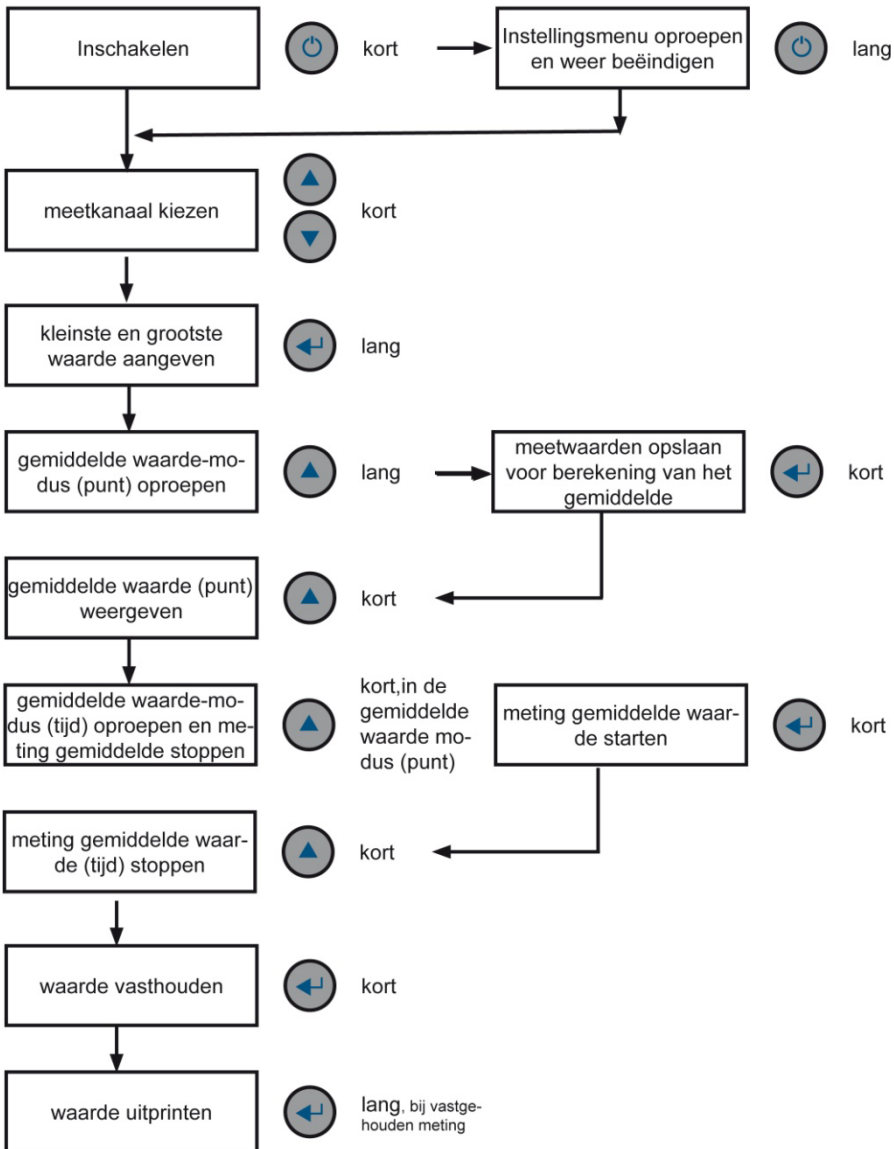 Inschakelen
kort
Instellingsmenu oproepen
en weer beëindigen
lang
meetkanaal kiezen
kort
kleinste en grootste
waarde aangeven
lang
gemiddelde waarde-mo-
dus (punt) oproepen
lang
meetwaarden opslaan
voor berekening van het
gemiddelde
kort
gemiddelde waarde (punt)
weergeven
kort
gemiddelde waarde-mo-
dus (tijd) oproepen en me-
ting gemiddelde stoppen
kort,in de
gemiddelde
waarde mo-
dus (punt)
meting gemiddelde waar-
de starten
kort
meting gemiddelde waar-
de (tijd) stoppen
kort
waarde vasthouden
kort
waarde uitprinten
lang, bij vastge-
houden meting